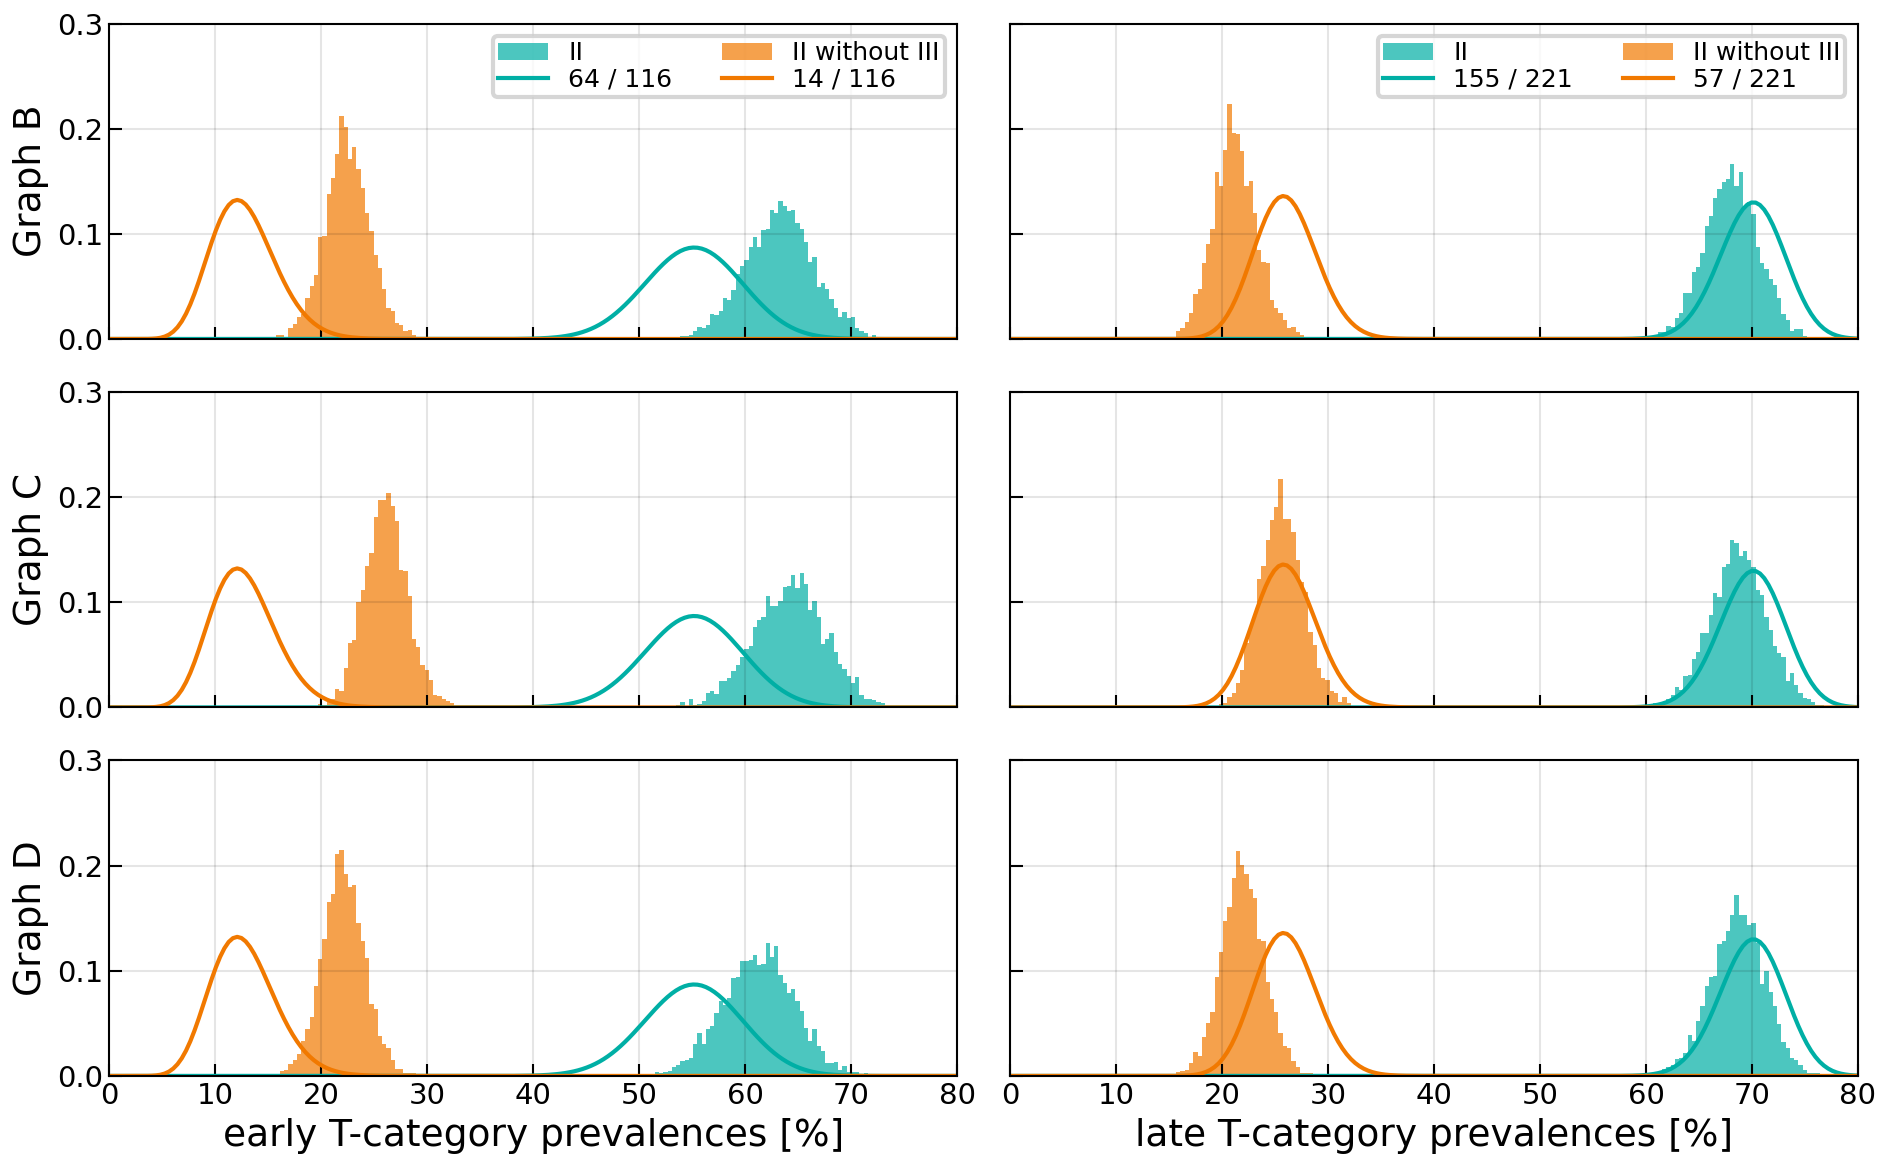 Graph B
0.3
0.2
0.1
0.0
II
II without III
64 / 116
14 / 116
II
II without III
155 / 221
57 / 221
Graph C
0.3
0.2
0.1
0.0
Graph D
0.3
0.2
0.1
0.0
0 10 20 30 40 50 60 70 80
early T-category prevalences [%]
0 10 20 30 40 50 60 70 80
late T-category prevalences [%]